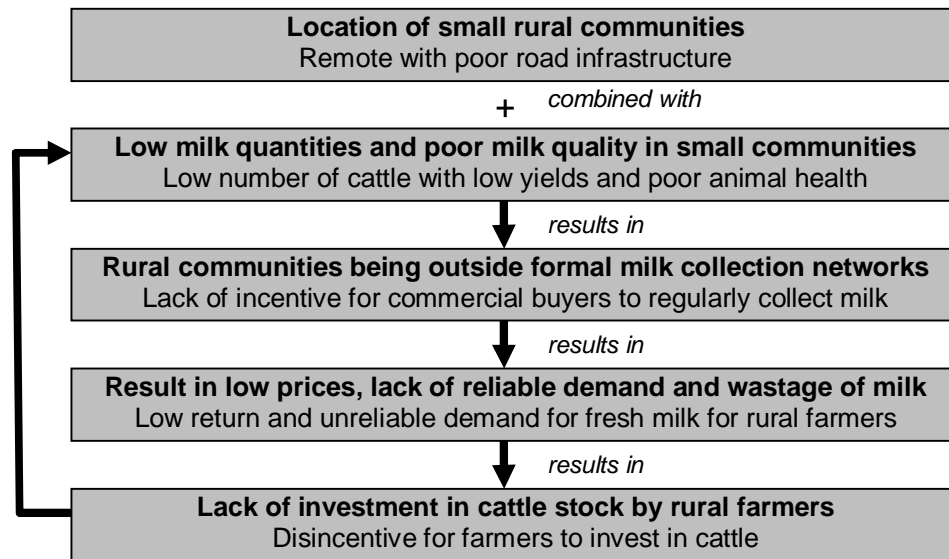 Location of small rural communities
Remote with poor road infrastructure
+ combined with
Low milk quantities and poor milk quality in small communities
Low number of cattle with low yields and poor animal health
results in
Rural communities being outside formal milk collection networks
Lack of incentive for commercial buyers to regularly collect milk
results in
Result in low prices, lack of reliable demand and wastage of milk
Low return and unreliable demand for fresh milk for rural farmers
results in
Lack of investment in cattle stock by rural farmers
Disincentive for farmers to invest in cattle